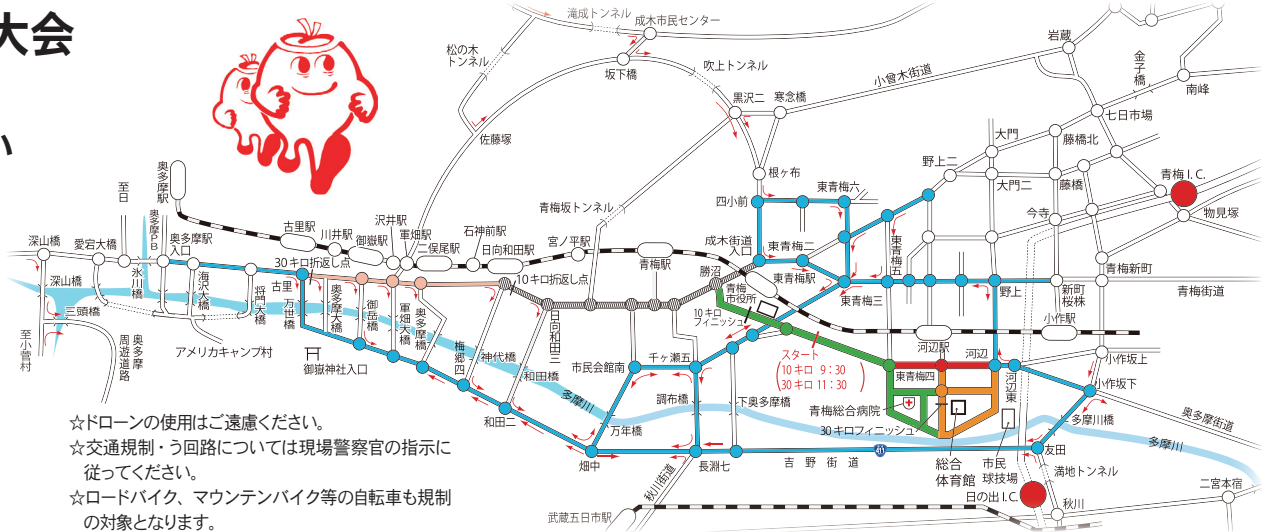 大会
い
滝成トンネル
成木市民センター
松の木
トンネル
坂下橋
吹上トンネル
岩蔵
小曾木街道
金子橋
南峰
黒沢二
寒念橋
七日市場
佐藤塚
大門
藤橋北
野上二
根ヶ布
大門二
藤橋
青梅 I.C.
東青梅六
奥多摩駅
至日
四小前
物見塚
今寺
青梅坂トンネル
奥多摩PB
沢井駅
石神前駅
古里駅
川井駅
御嶽駅
軍畑駅
二俣尾駅
日向和田駅
宮ノ平駅
成木街道
入口
東青梅二
東青梅五
深山橋
愛宕大橋
奥多摩駅
入口
30キロ折返し点
青梅駅
勝沼
東青梅駅
青梅新町
氷川橋
海沢大橋
将門大橋
古里
万世橋
奥多摩大橋
御岳橋
軍畑大橋
奥多摩橋
10キロ折返し点
青梅
市役所
東青梅三
野上
新町
桜株
青梅街道
深山橋
三頭橋
10キロ
フィニッシュ
小作駅
日向和田三
河辺駅
至小菅村
奥多摩
周遊道路
アメリカキャンプ村
御嶽神社入口
梅郷四
神代橋
和田橋
市民会館南
千ヶ瀬五
スタート
(10キロ 9:30
30キロ 11:30)
東青梅四
河辺
河辺東
小作坂上
小作坂下
多摩川
調布橋
下奥多摩橋
青梅総合病院
奥多摩街道
☆ドローンの使用はご遠慮ください。
和田二
万年橋
30キロフィニッシュ
多摩川橋
多摩川
☆交通規制・う回路については現場警察官の指示に
従ってください。
畑中
長淵七
吉野街道
411
総合
体育館
市民
球技場
友田
満地トンネル
☆ロードバイク、マウンテンバイク等の自転車も規制
の対象となります。
秋川街道
武蔵五日市駅
日の出 I.C.
秋川
二宮本宿